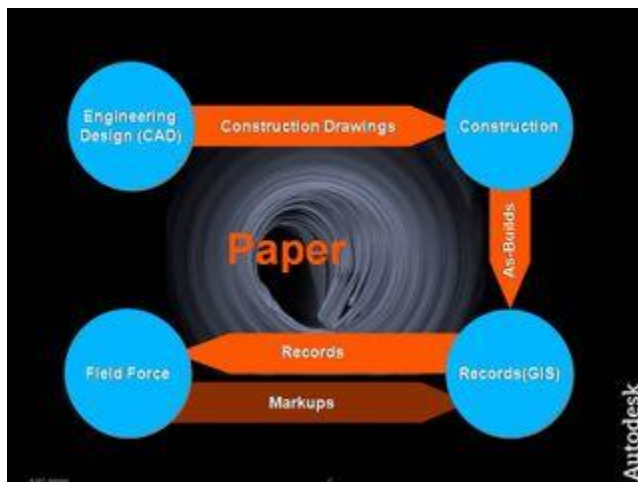 Engineering
Design (CAD)
Construction Drawings
Construction
Paper
As-Builds
Field Force
Records
Records(GIS)
Markups
Autodesk